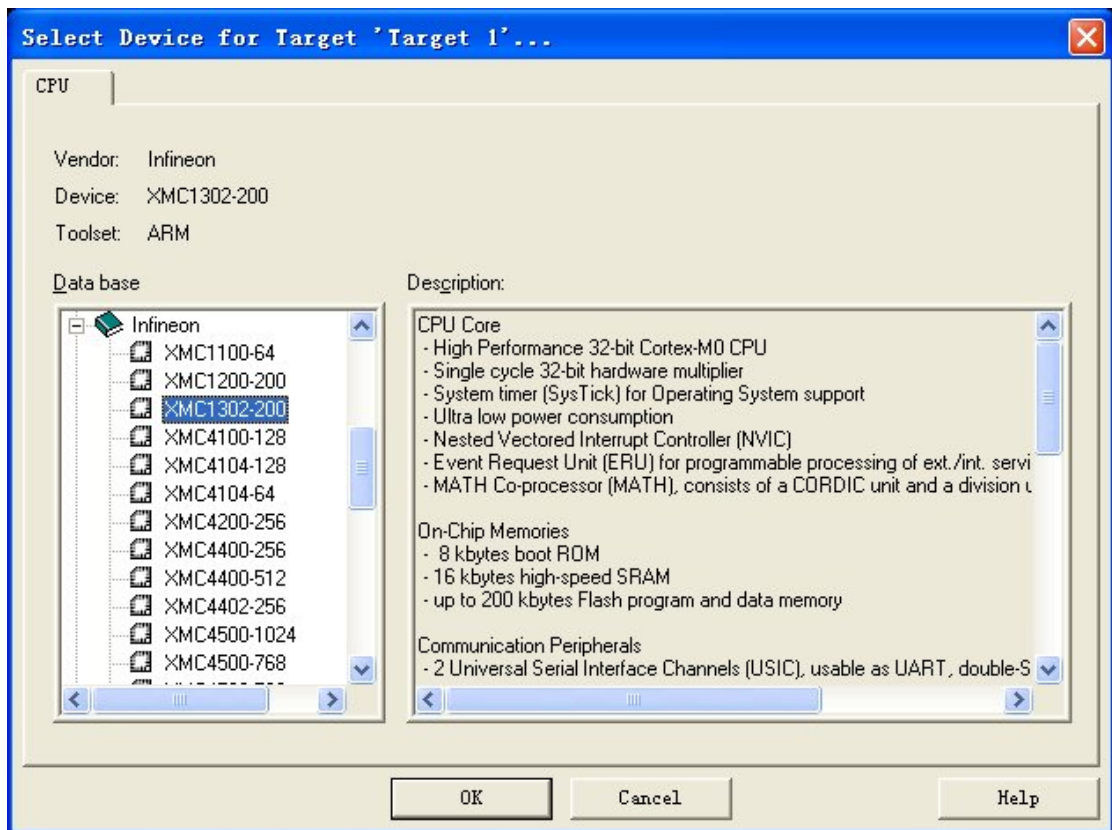 Select Device for Target 'Target 1'...
CPU
Vendor: Infineon
Device: XMC1302-200
Toolset: ARM
Data base
Infineon
XMC1100-64
XMC1200-200
XMC1302-200
XMC4100-128
XMC4104-128
XMC4104-64
XMC4200-256
XMC4400-256
XMC4400-512
XMC4402-256
XMC4500-1024
XMC4500-768
Description:
CPU Core
- High Performance 32-bit Cortex-M0 CPU
- Single cycle 32-bit hardware multiplier
- System timer (SysTick) for Operating System support
- Ultra low power consumption
- Nested Vectored Interrupt Controller (NVIC)
- Event Request Unit (ERU) for programmable processing of ext./int. servi
- MATH Co-processor (MATH), consists of a CORDIC unit and a division
On-Chip Memories
- 8 kbytes boot ROM
- 16 kbytes high-speed SRAM
- up to 200 kbytes Flash program and data memory
Communication Peripherals
- 2 Universal Serial Interface Channels (USIC), usable as UART, double-S
OK
Cancel
Help